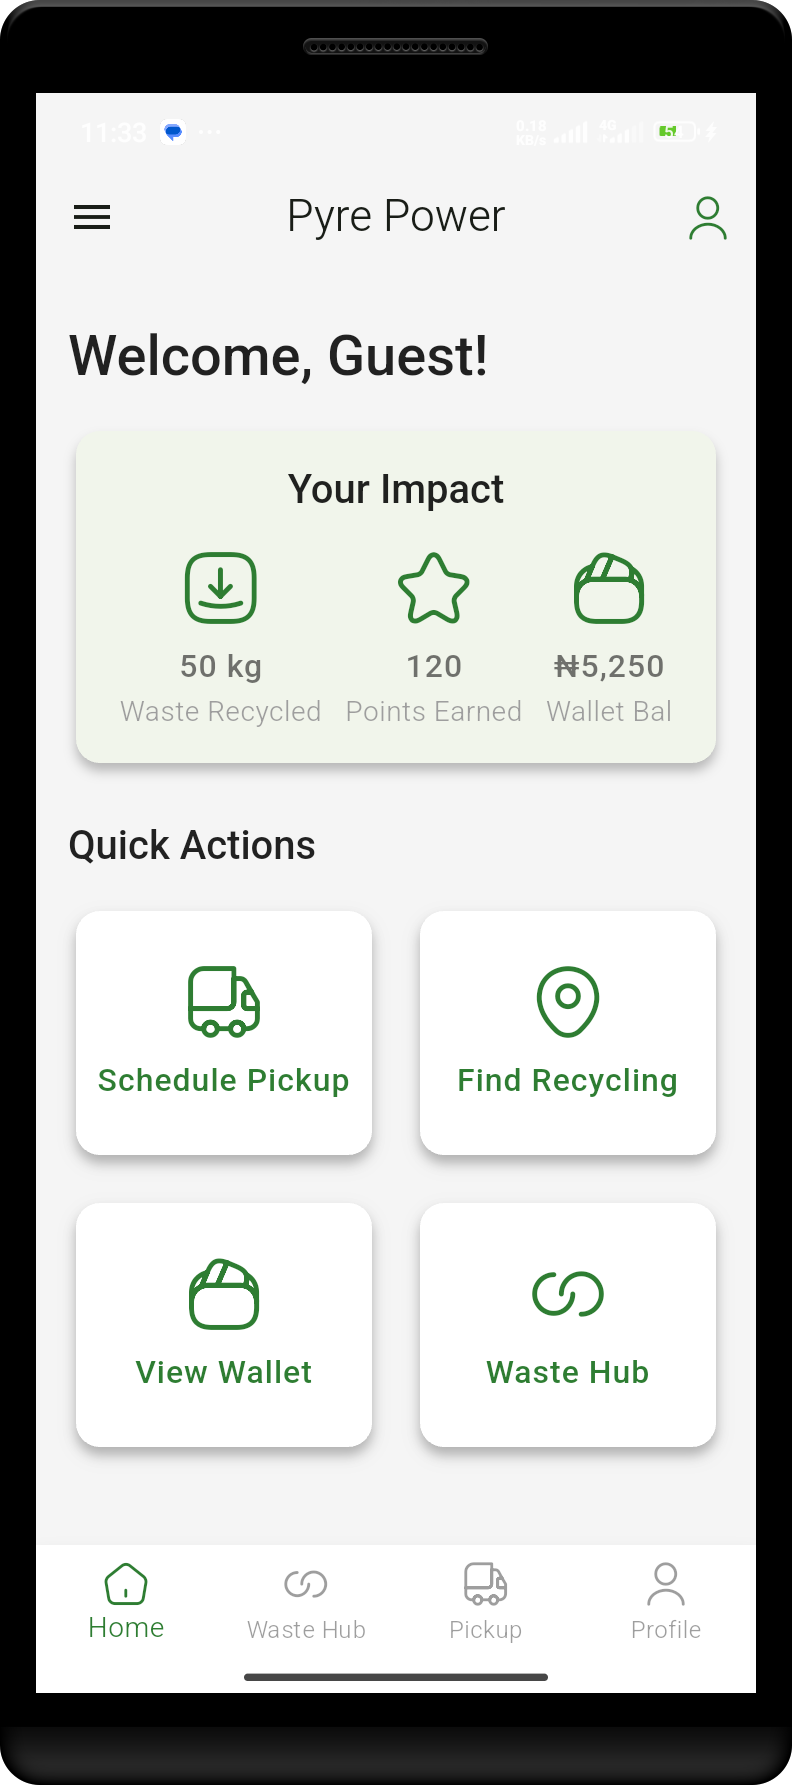 11:33 ... 0.18 KB/s 4G 54
Pyre Power
Welcome, Guest!
Your Impact
50 kg 120 ₦5,250
Waste Recycled Points Earned Wallet Bal
Quick Actions
Schedule Pickup Find Recycling
View Wallet Waste Hub
Home Waste Hub Pickup Profile